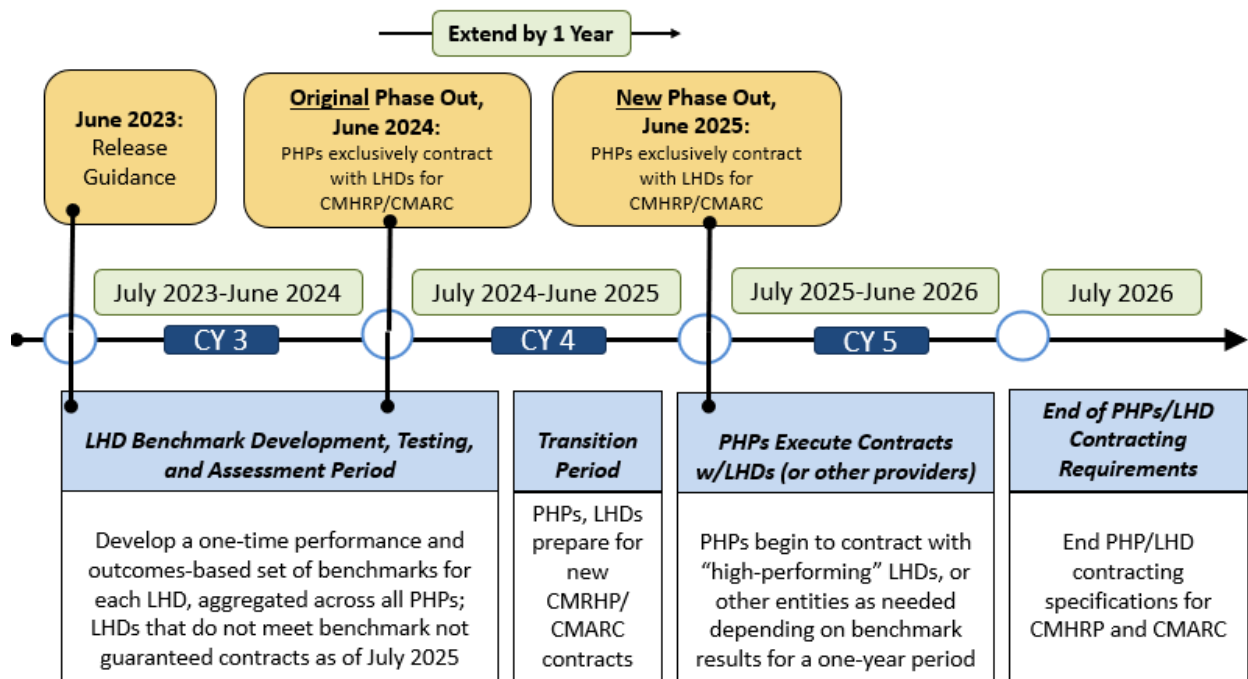 Extend by 1 Year
June 2023:
Release
Guidance
Original Phase Out,
June 2024:
PHPs exclusively contract
with LHDs for
CMHRP/CMARC
New Phase Out,
June 2025:
PHPs exclusively contract
with LHDs for
CMHRP/CMARC
July 2023-June 2024
July 2024-June 2025
July 2025-June 2026
July 2026
CY 3
CY 4
CY 5
LHD Benchmark Development, Testing,
and Assessment Period
Develop a one-time performance and
outcomes-based set of benchmarks for
each LHD, aggregated across all PHPs;
LHDs that do not meet benchmark not
guaranteed contracts as of July 2025
Transition
Period
PHPs, LHDs
prepare for
new
CMRHP/
CMARC
contracts
PHPs Execute Contracts
w/LHDs (or other providers)
PHPs begin to contract with
“high-performing” LHDs, or
other entities as needed
depending on benchmark
results for a one-year period
End of PHPs/LHD
Contracting
Requirements
End PHP/LHD
contracting
specifications for
CMHRP and CMARC